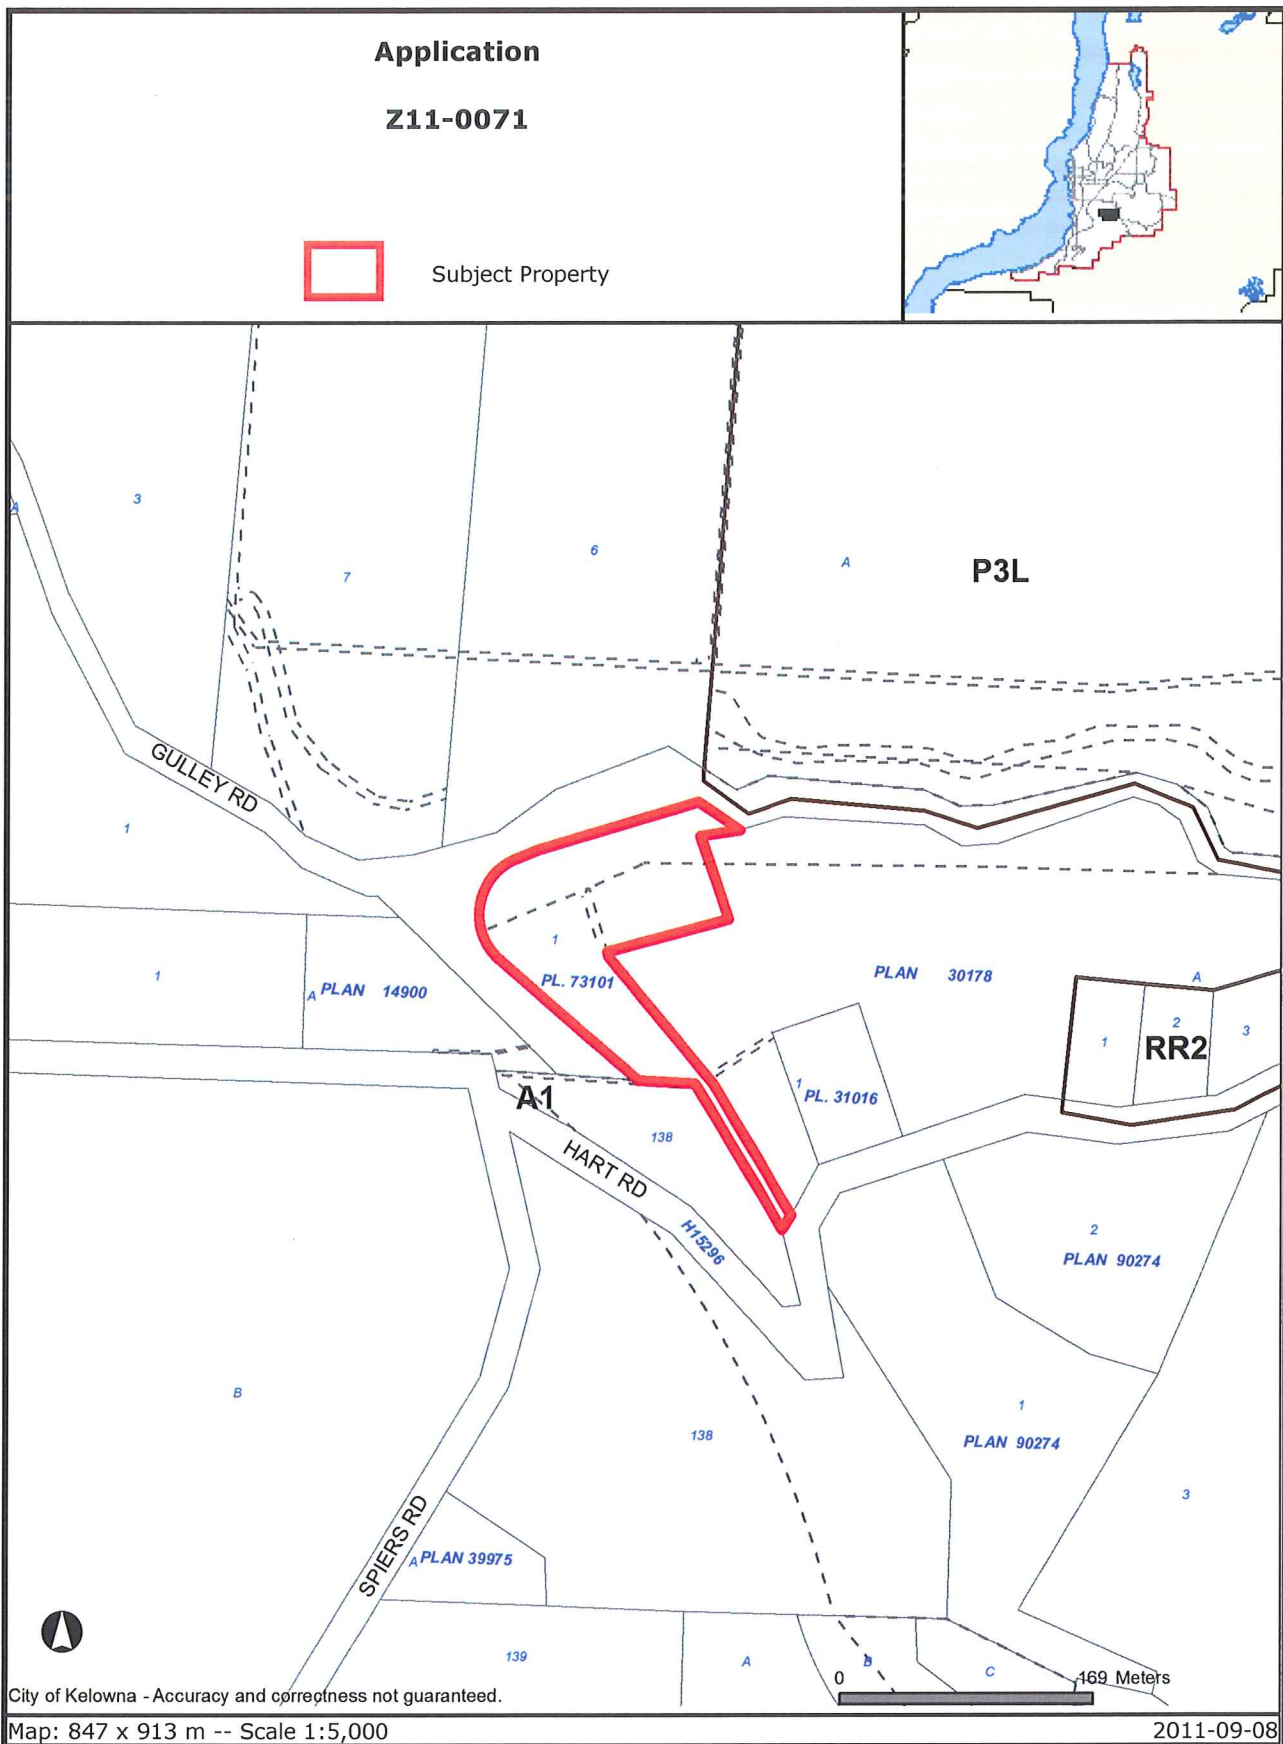 Application
Z11-0071
Subject Property
3
A
7
6
A
P3L
GULLEY RD
1
1
A PLAN 14900
1
PL. 73101
PLAN 30178
A
1
2
3
RR2
A1
1
PL. 31016
138
HART RD
H15296
2
PLAN 90274
B
138
1
PLAN 90274
3
SPIERS RD
A PLAN 39975
139
A
B
C
0
169 Meters
City of Kelowna - Accuracy and correctness not guaranteed.
Map: 847 x 913 m -- Scale 1:5,000
2011-09-08